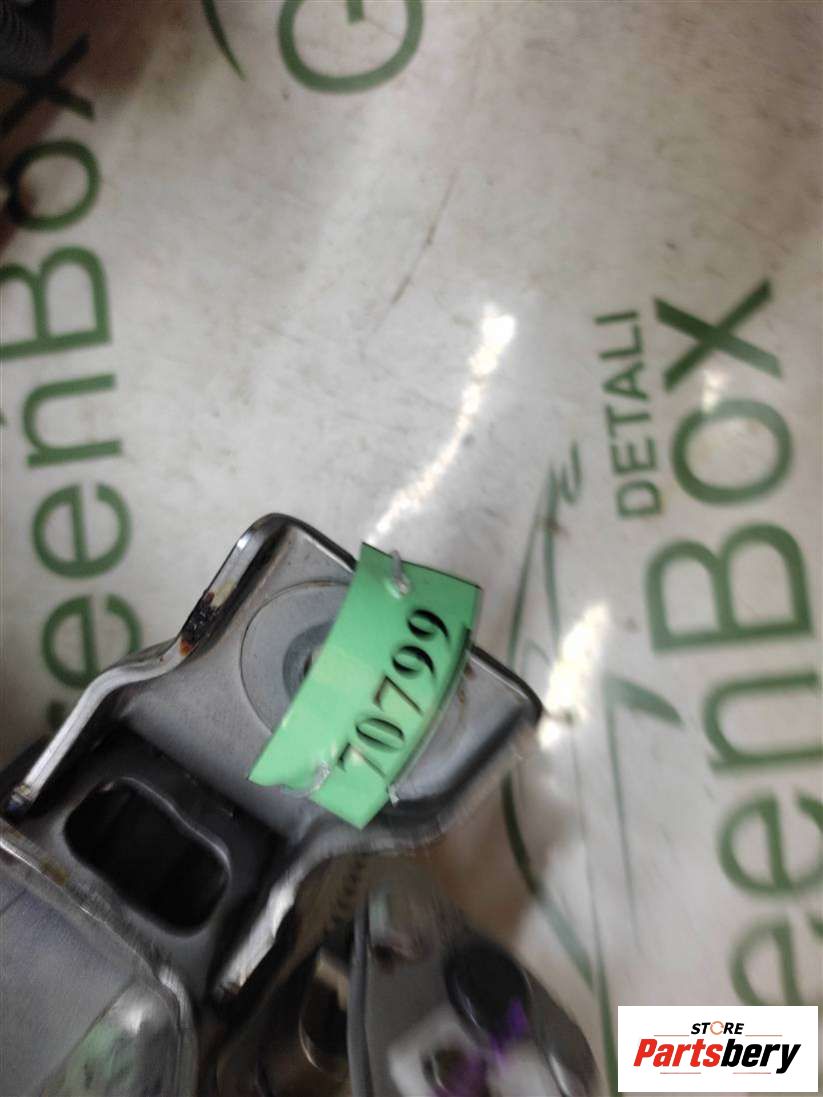 G
GreenBox
DETALI
GreenBox
70799
STORE
Partsbery